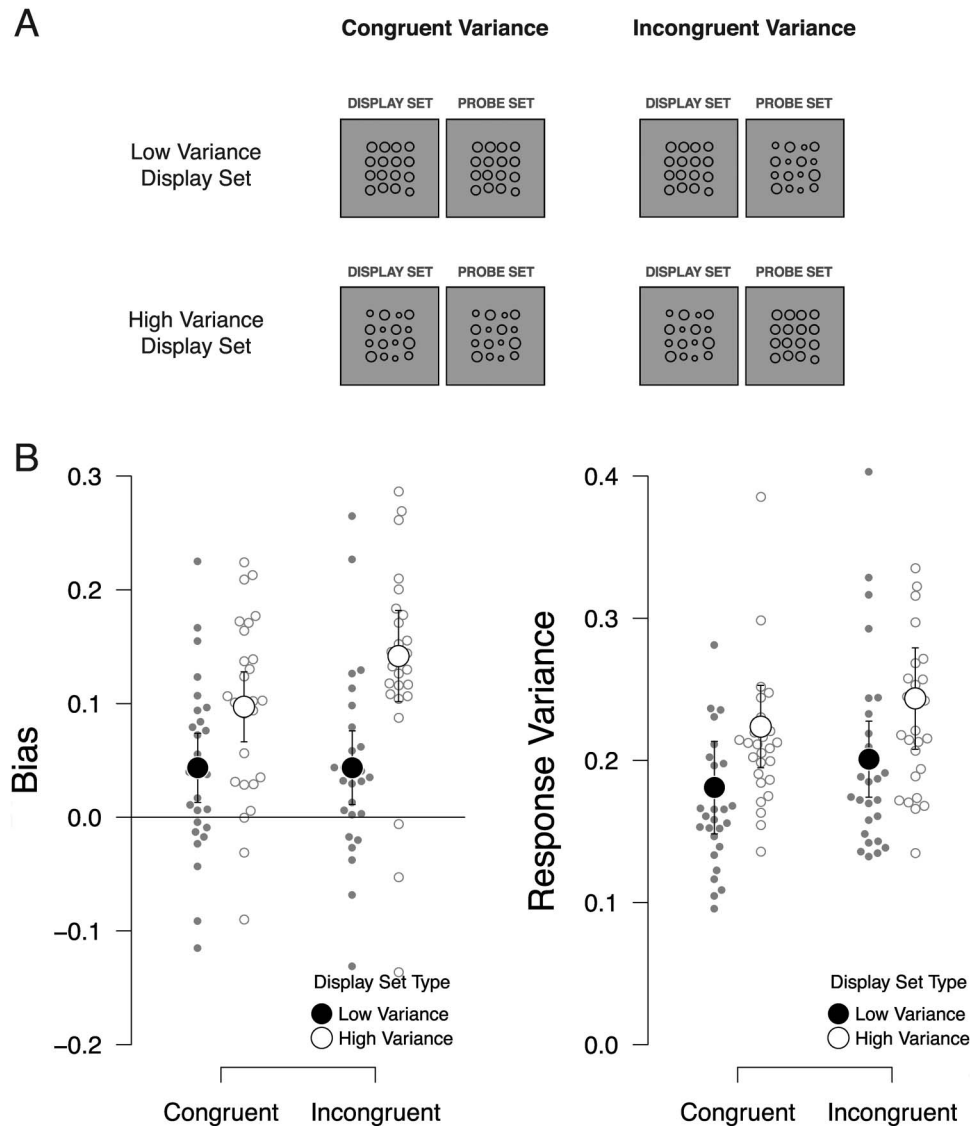 A
Congruent Variance
Incongruent Variance
DISPLAY SET
PROBE SET
DISPLAY SET
PROBE SET
Low Variance
Display Set
DISPLAY SET
PROBE SET
DISPLAY SET
PROBE SET
High Variance
Display Set
B
Bias
0.3
0.2
0.1
0.0
−0.1
−0.2
Display Set Type
Low Variance
High Variance
Congruent
Incongruent
Response Variance
0.4
0.3
0.2
0.1
0.0
Display Set Type
Low Variance
High Variance
Congruent
Incongruent